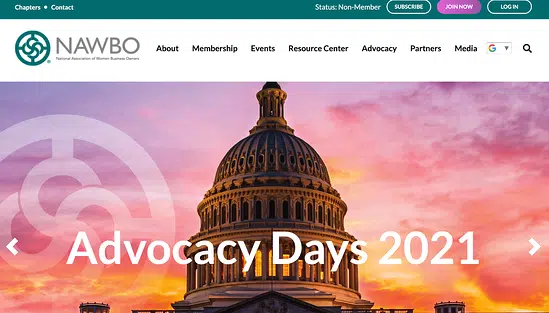 Chapters • Contact
Status: Non-Member
SUBSCRIBE
JOIN NOW
LOG IN
NAWBO
National Association of Women Business Owners
About Membership Events Resource Center Advocacy Partners Media
Advocacy Days 2021